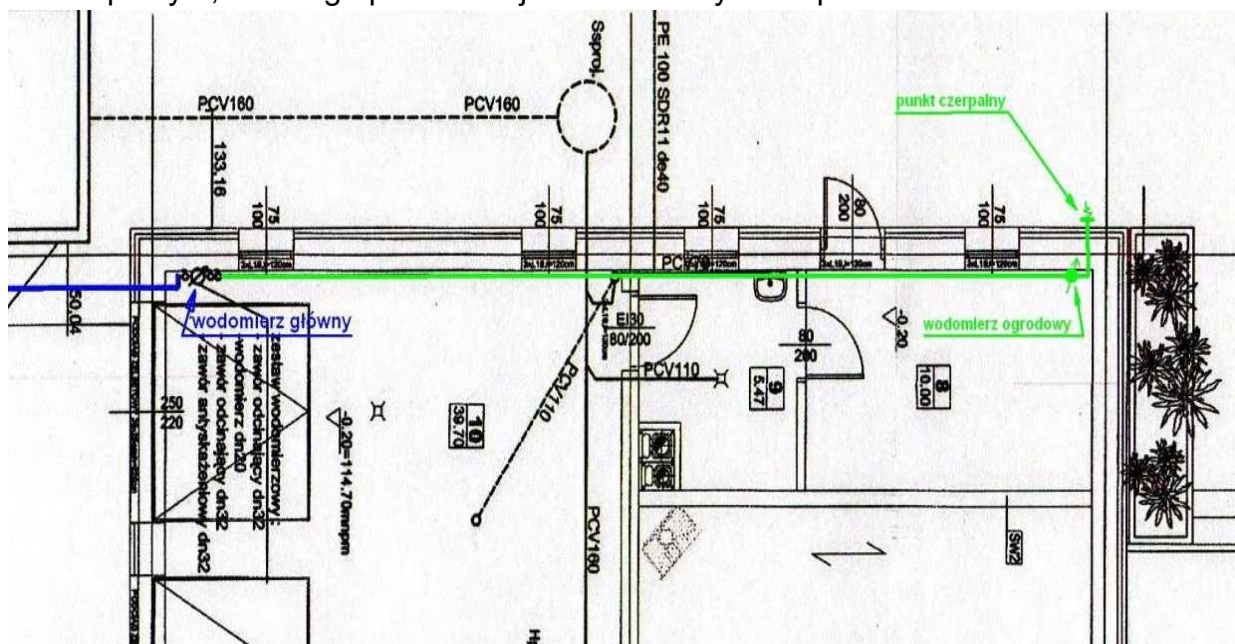 Ssproj.
PE 100 SDR11 de40
PCV160
PCV160
133.16
punkt czerpalny
75
100
75
100
75
100
80
200
75
100
50.04
wodomierz główny
wodomierz ogrodowy
zestaw wodomierzowy :
- zawór odcinający dn32
- wodomierz dn20
- zawór odcinający dn32
- zawór antyskażeniowy dn32
EI30
80/200
80
200
-0.20
PCV110
PCV110
9
5.47
8
10.00
10
39.70
250
220
-0.20=114.70mnpm
PCV160
SW2